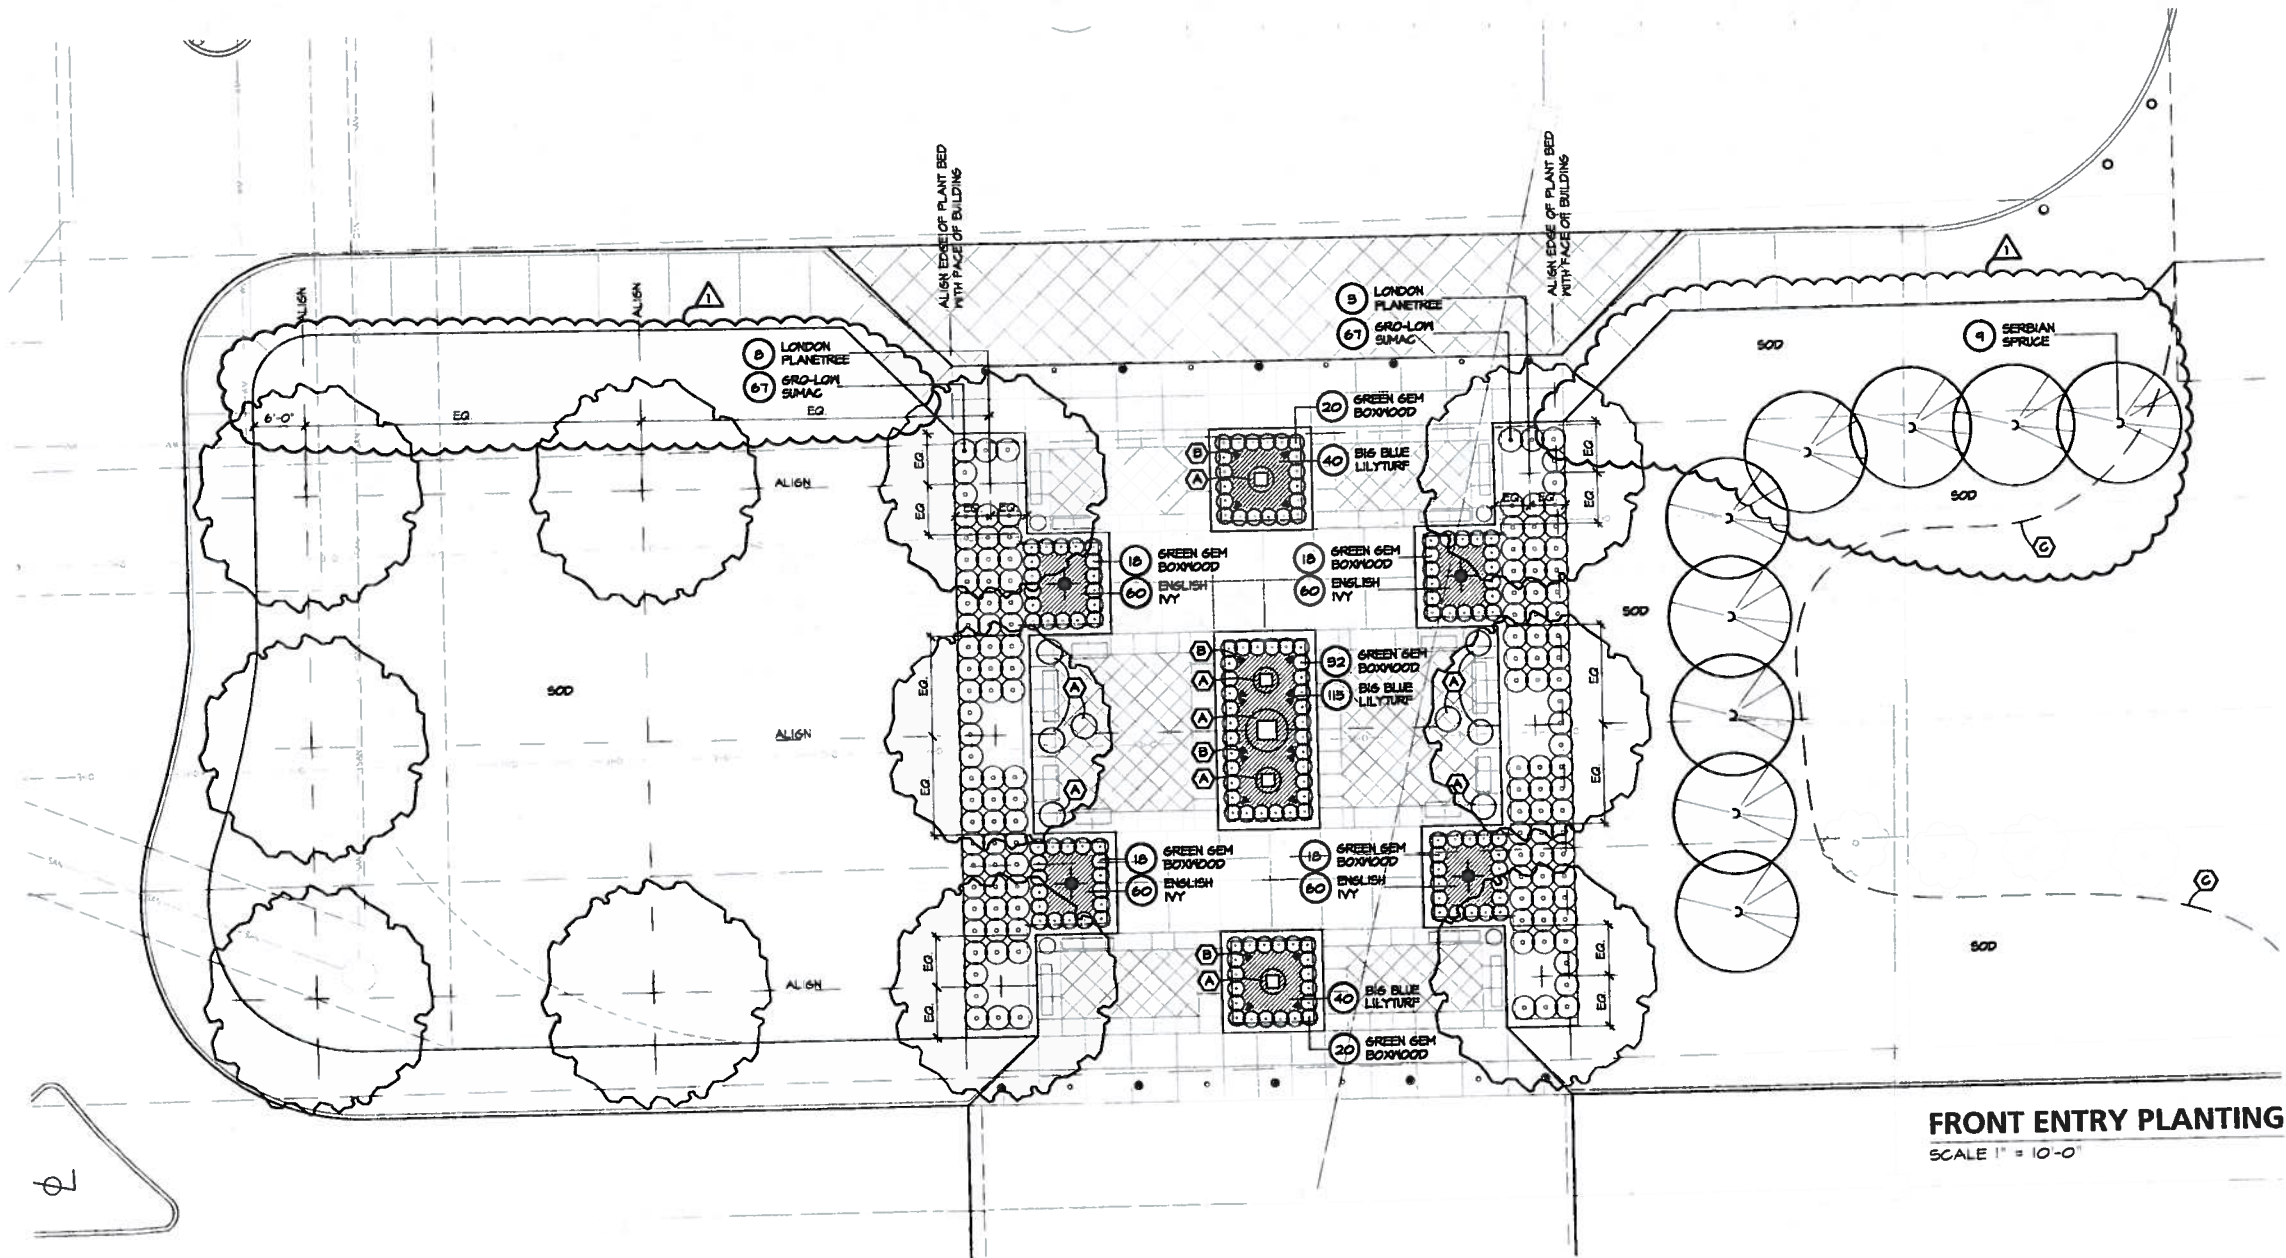 ALIGN EDGE OF PLANT BED
WITH FACE OF BUILDING
ALIGN EDGE OF PLANT BED
WITH FACE OF BUILDING
1
1
ALIGN
ALIGN
8 LONDON
PLANETREE
67 GRO-LOW
SUMAC
LONDON
PLANETREE
67 GRO-LOW
SUMAC
9 SERBIAN
SPRUCE
SOD
6'-0"
EQ.
EQ.
20 GREEN GEM
BOXWOOD
40 BIG BLUE
LILYTURF
B
A
ALIGN
EQ.
EQ.
EQ.
EQ.
EQ.
EQ.
EQ.
EQ.
SOD
C
18 GREEN GEM
BOXWOOD
60 ENGLISH
IVY
18 GREEN GEM
BOXWOOD
60 ENGLISH
IVY
SOD
SOD
B
A
A
B
A
32 GREEN GEM
BOXWOOD
115 BIG BLUE
LILYTURF
A
A
A
A
ALIGN
EQ.
EQ.
EQ.
EQ.
18 GREEN GEM
BOXWOOD
60 ENGLISH
IVY
18 GREEN GEM
BOXWOOD
60 ENGLISH
IVY
C
SOD
B
A
ALIGN
EQ.
EQ.
EQ.
EQ.
40 BIG BLUE
LILYTURF
20 GREEN GEM
BOXWOOD
FRONT ENTRY PLANTING
SCALE 1" = 10'-0"